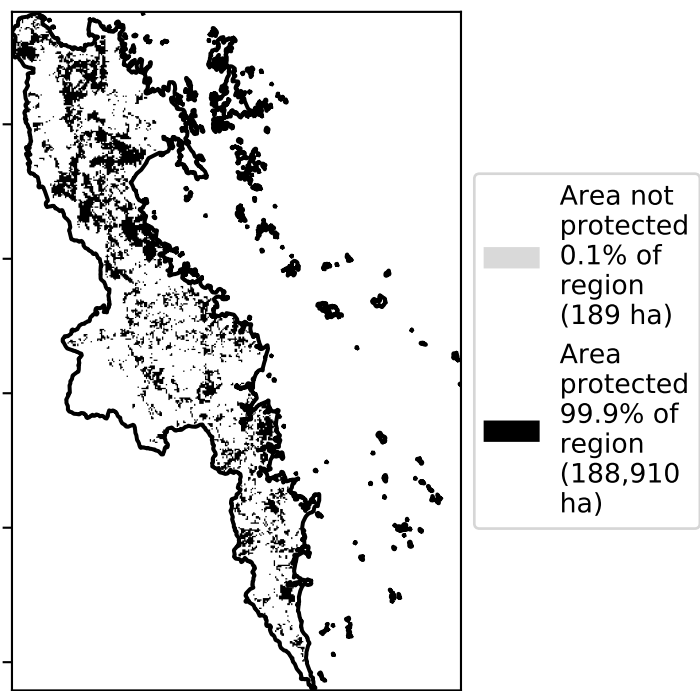 Area not
protected
0.1% of
region
(189 ha)
Area
protected
99.9% of
region
(188,910
ha)